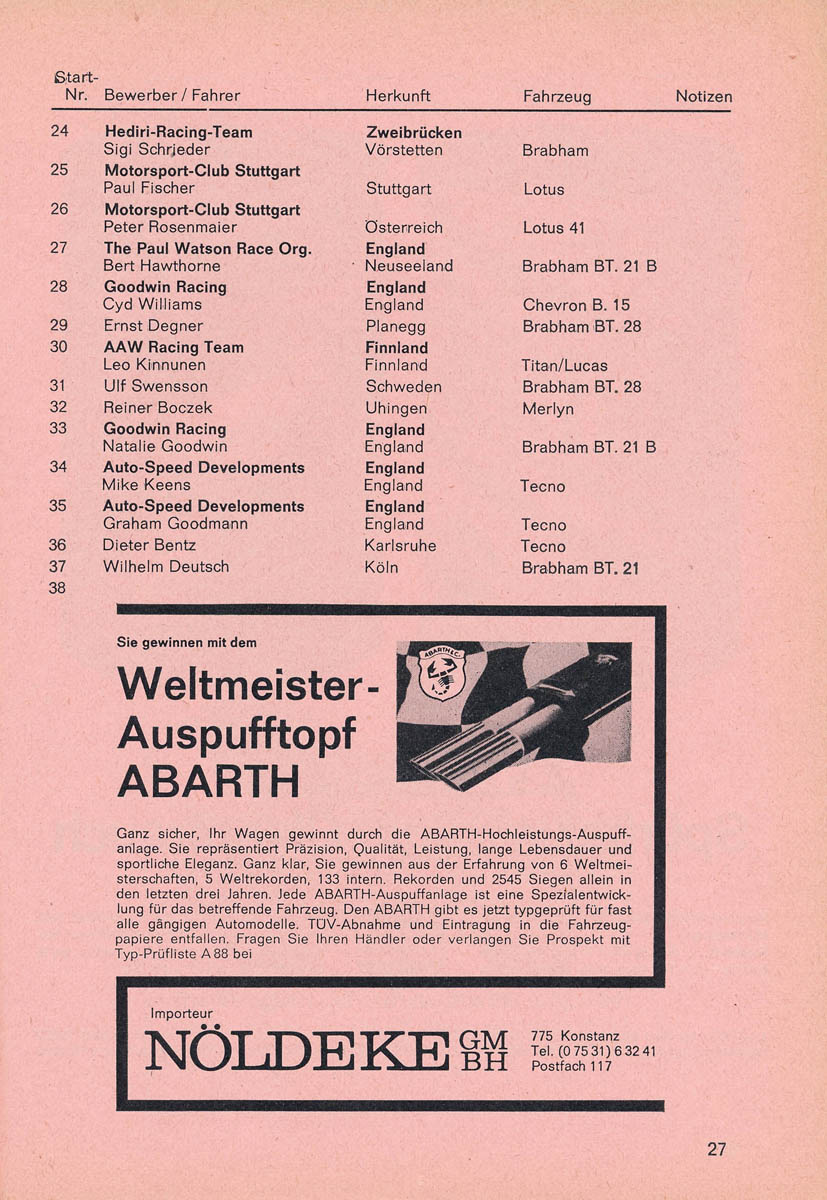 Start-
Nr. Bewerber / Fahrer Herkunft Fahrzeug Notizen
24 Hediri-Racing-Team Zweibrücken
Sigi Schrieder Vörstetten Brabham
25 Motorsport-Club Stuttgart
Paul Fischer Stuttgart Lotus
26 Motorsport-Club Stuttgart
Peter Rosenmaier Österreich Lotus 41
27 The Paul Watson Race Org. England
Bert Hawthorne Neuseeland Brabham BT. 21 B
28 Goodwin Racing England
Cyd Williams England Chevron B. 15
29 Ernst Degner Planegg Brabham BT. 28
30 AAW Racing Team Finnland
Leo Kinnunen Finnland Titan/Lucas
31 Ulf Swensson Schweden Brabham BT. 28
32 Reiner Boczek Uhingen Merlyn
33 Goodwin Racing England
Natalie Goodwin England Brabham BT. 21 B
34 Auto-Speed Developments England
Mike Keens England Tecno
35 Auto-Speed Developments England
Graham Goodmann England Tecno
36 Dieter Bentz Karlsruhe Tecno
37 Wilhelm Deutsch Köln Brabham BT. 21
38
Sie gewinnen mit dem
Weltmeister-
Auspufftopf
ABARTH
ABARTH & C.
Ganz sicher, Ihr Wagen gewinnt durch die ABARTH-Hochleistungs-Auspuff-
anlage. Sie repräsentiert Präzision, Qualität, Leistung, lange Lebensdauer und
sportliche Eleganz. Ganz klar, Sie gewinnen aus der Erfahrung von 6 Weltmei-
sterschaften, 5 Weltrekorden, 133 intern. Rekorden und 2545 Siegen allein in
den letzten drei Jahren. Jede ABARTH-Auspuffanlage ist eine Spezialentwick-
lung für das betreffende Fahrzeug. Den ABARTH gibt es jetzt typgeprüft für fast
alle gängigen Automodelle. TÜV-Abnahme und Eintragung in die Fahrzeug-
papiere entfallen. Fragen Sie Ihren Händler oder verlangen Sie Prospekt mit
Typ-Prüfliste A 88 bei
Importeur
NÖLDEKE GMBH
775 Konstanz
Tel. (0 75 31) 6 32 41
Postfach 117
27